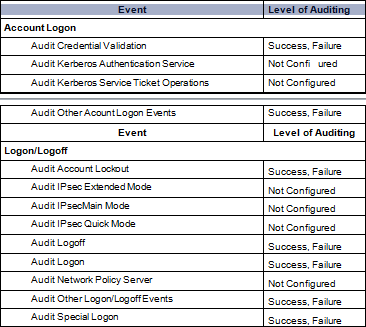 Event Level of Auditing
Account Logon
Audit Credential Validation Success, Failure
Audit Kerberos Authentication Service Not Confi ured
Audit Kerberos Service Ticket Operations Not Configured
Audit Other Acount Logon Events Success, Failure
Event Level of Auditing
Logon/Logoff
Audit Account Lockout Success, Failure
Audit IPsec Extended Mode Not Configured
Audit IPsecMain Mode Not Configured
Audit IPsec Quick Mode Not Configured
Audit Logoff Success, Failure
Audit Logon Success, Failure
Audit Network Policy Server Not Configured
Audit Other Logon/Logoff Events Success, Failure
Audit Special Logon Success, Failure